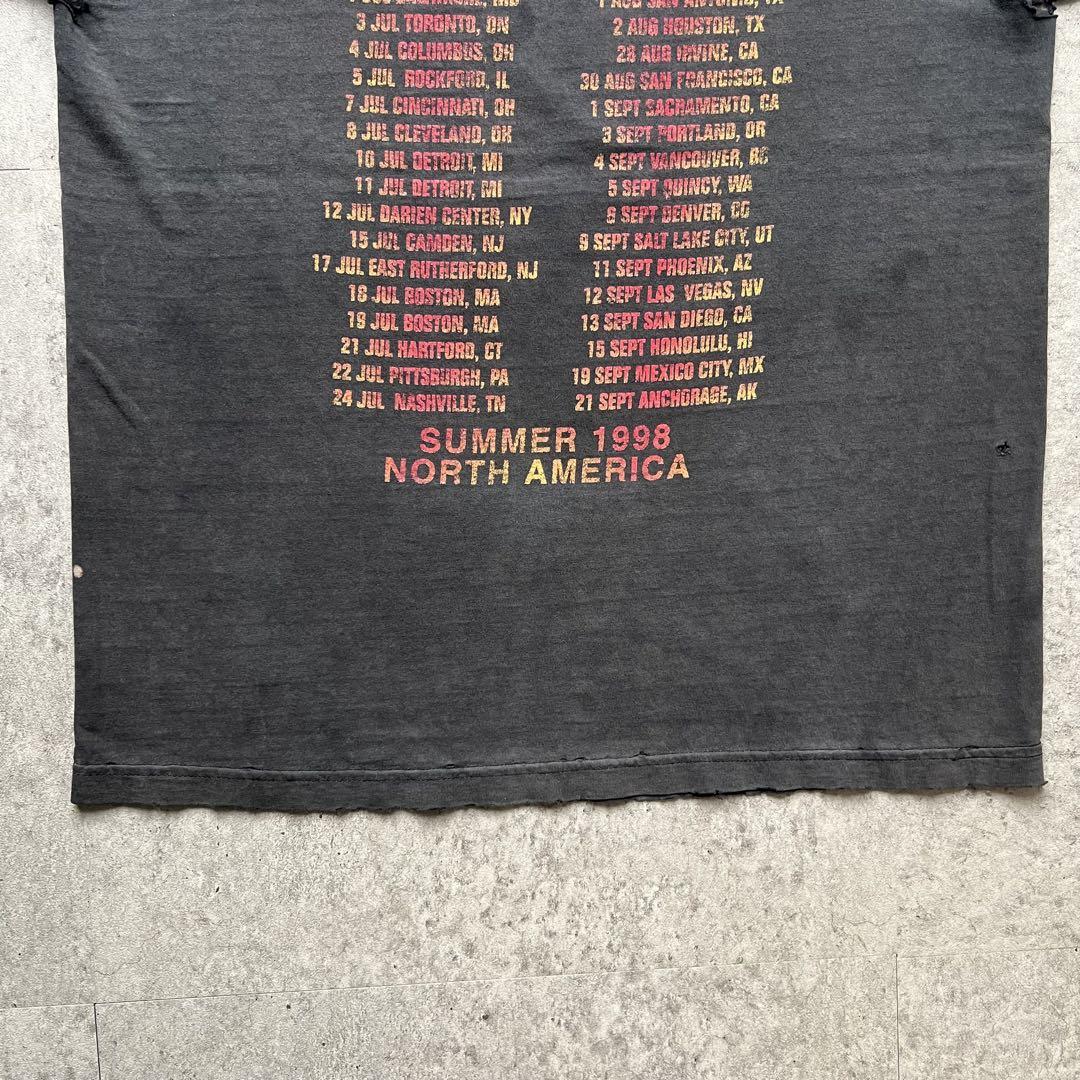 3 JUL TORONTO, ON
4 JUL COLUMBUS, OH
5 JUL ROCKFORD, IL
7 JUL CINCINNATI, OH
8 JUL CLEVELAND, OH
10 JUL DETROIT, MI
11 JUL DETROIT, MI
12 JUL DARIEN CENTER, NY
15 JUL CAMDEN, NJ
17 JUL EAST RUTHERFORD, NJ
18 JUL BOSTON, MA
19 JUL BOSTON, MA
21 JUL HARTFORD, CT
22 JUL PITTSBURGH, PA
24 JUL NASHVILLE, TN
AUG SAN ANTONIO, TX
2 AUG HOUSTON, TX
28 AUG IRVINE, CA
30 AUG SAN FRANCISCO, CA
1 SEPT SACRAMENTO, CA
3 SEPT PORTLAND, OR
4 SEPT VANCOUVER, BC
5 SEPT QUINCY, WA
SEPT DENVER, CO
9 SEPT SALT LAKE CITY, UT
11 SEPT PHOENIX, AZ
12 SEPT LAS VEGAS, NV
13 SEPT SAN DIEGO, CA
15 SEPT HONOLULU, HI
19 SEPT MEXICO CITY, MX
21 SEPT ANCHORAGE, AK
SUMMER 1998
NORTH AMERICA